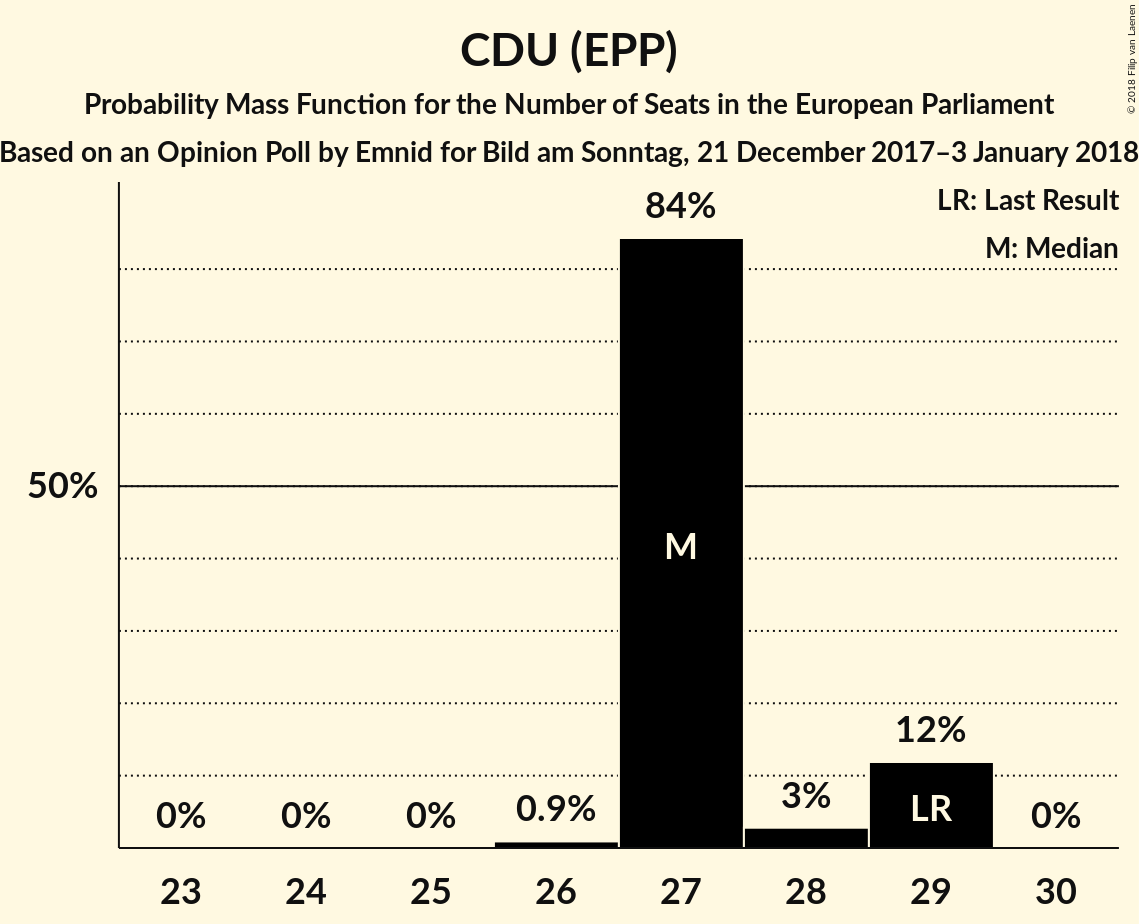 CDU (EPP)
Probability Mass Function for the Number of Seats in the European Parliament
Based on an Opinion Poll by Emnid for Bild am Sonntag, 21 December 2017–3 January 2018
© 2018 Filip van Laenen
LR: Last Result
M: Median
84%
50%
M
12%
3%
0.9%
LR
0%
0%
0%
0%
23
24
25
26
27
28
29
30